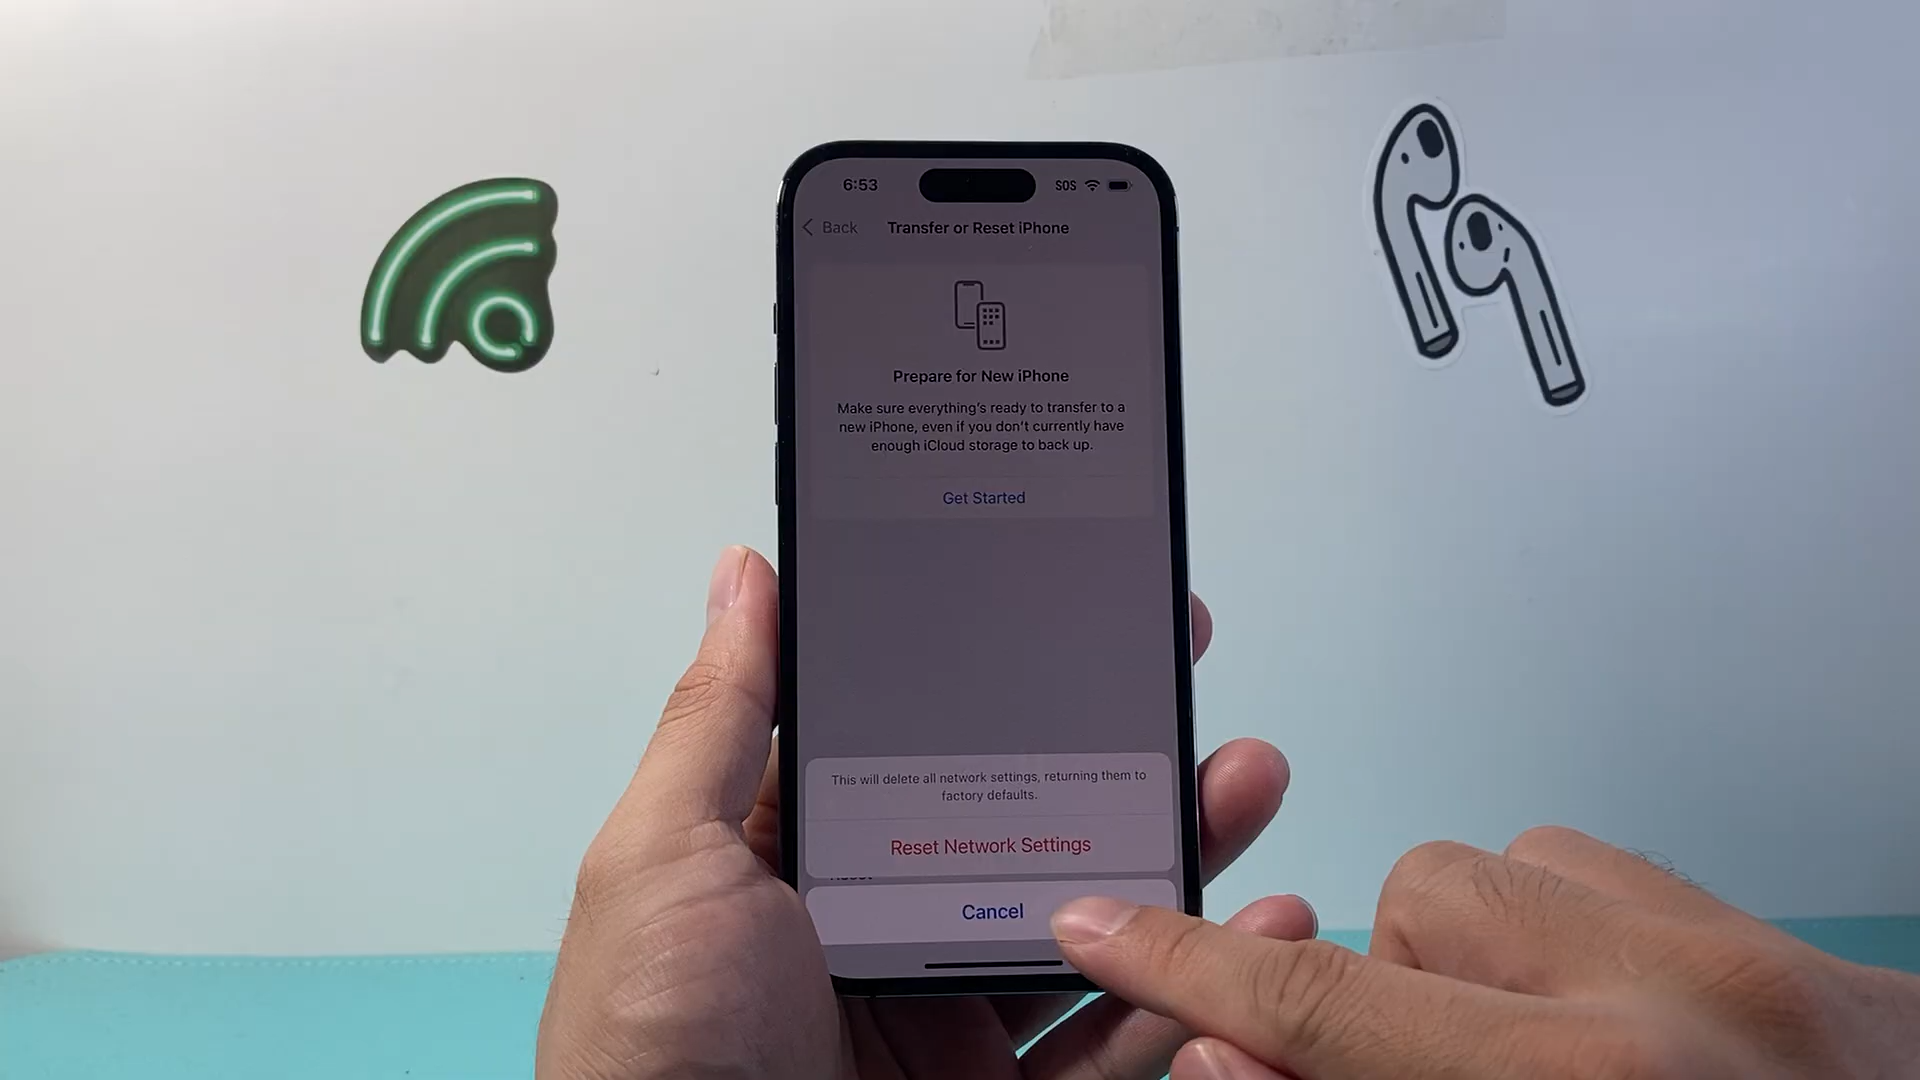 6:53
SOS
Back
Transfer or Reset iPhone
Prepare for New iPhone
Make sure everything's ready to transfer to a
new iPhone, even if you don't currently have
enough iCloud storage to back up.
Get Started
This will delete all network settings, returning them to
factory defaults.
Reset Network Settings
Cancel